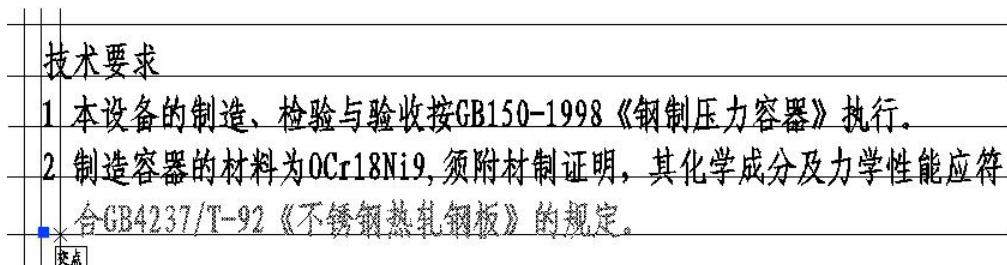 技术要求
1 本设备的制造、检验与验收按GB150-1998《钢制压力容器》执行。
2 制造容器的材料为0Cr18Ni9,须附材制证明，其化学成分及力学性能应符
合GB4237/T-92《不锈钢热轧钢板》的规定。
交点